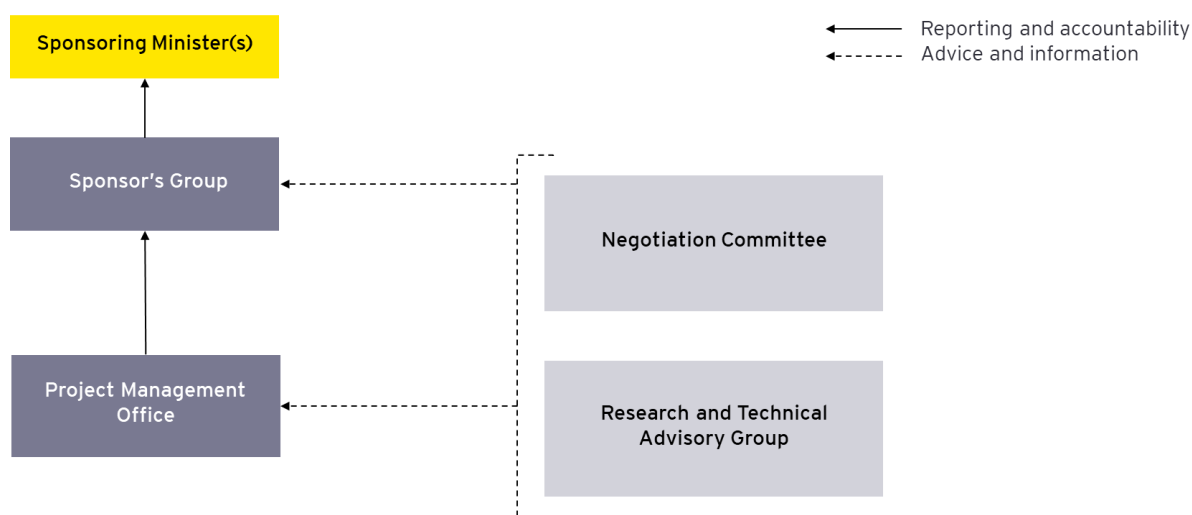 Sponsoring Minister(s)
Reporting and accountability
Advice and information
Sponsor's Group
Negotiation Committee
Project Management
Office
Research and Technical
Advisory Group